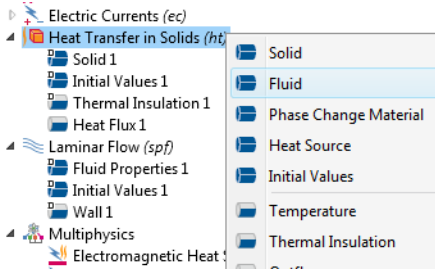 Electric Currents (ec)
Heat Transfer in Solids (ht)
Solid 1
Initial Values 1
Thermal Insulation 1
Heat Flux 1
Laminar Flow (spf)
Fluid Properties 1
Initial Values 1
Wall 1
Multiphysics
Electromagnetic Heat
Solid
Fluid
Phase Change Material
Heat Source
Initial Values
Temperature
Thermal Insulation